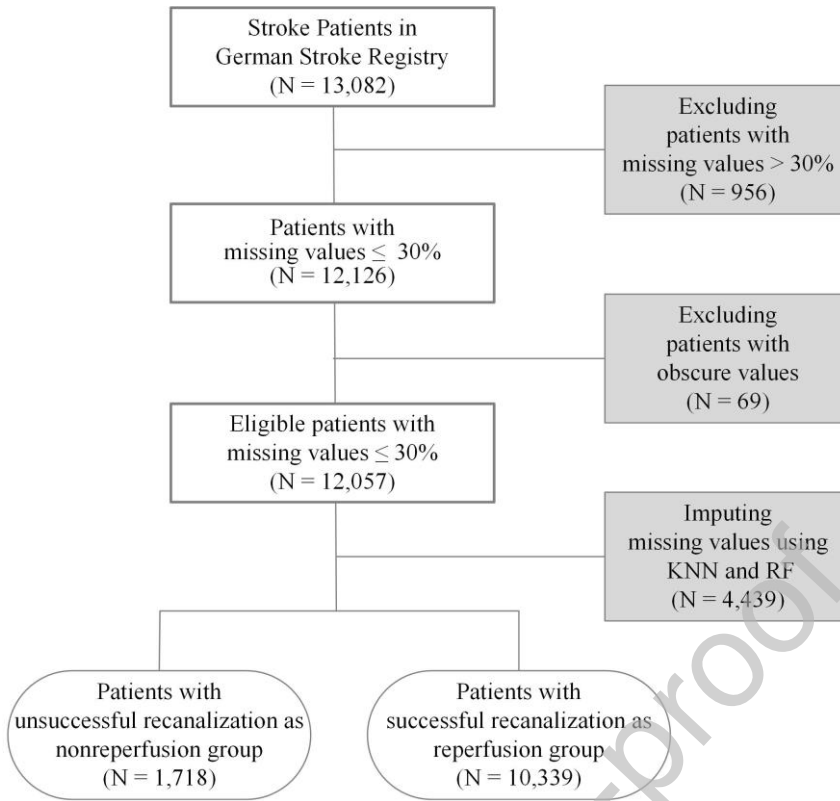 Stroke Patients in
German Stroke Registry
(N = 13,082)
Excluding
patients with
missing values > 30%
(N = 956)
Patients with
missing values ≤ 30%
(N = 12,126)
Excluding
patients with
obscure values
(N = 69)
Eligible patients with
missing values ≤ 30%
(N = 12,057)
Imputing
missing values using
KNN and RF
(N = 4,439)
Patients with
unsuccessful recanalization as
nonreperfusion group
(N = 1,718)
Patients with
successful recanalization as
reperfusion group
(N = 10,339)
rproof